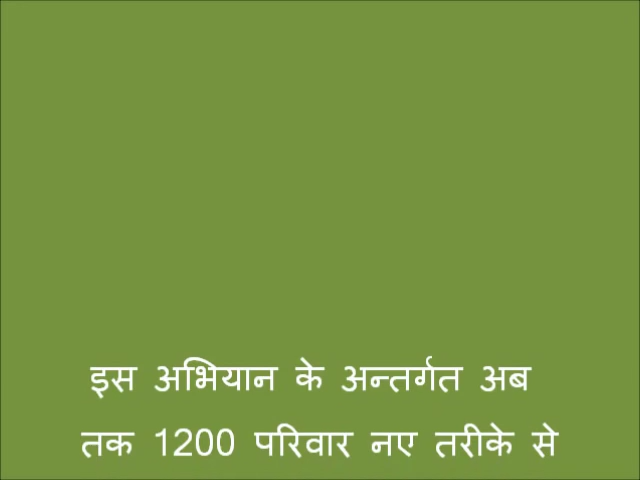 इस अभियान के अन्तर्गत अब
तक 1200 परिवार नए तरीके से